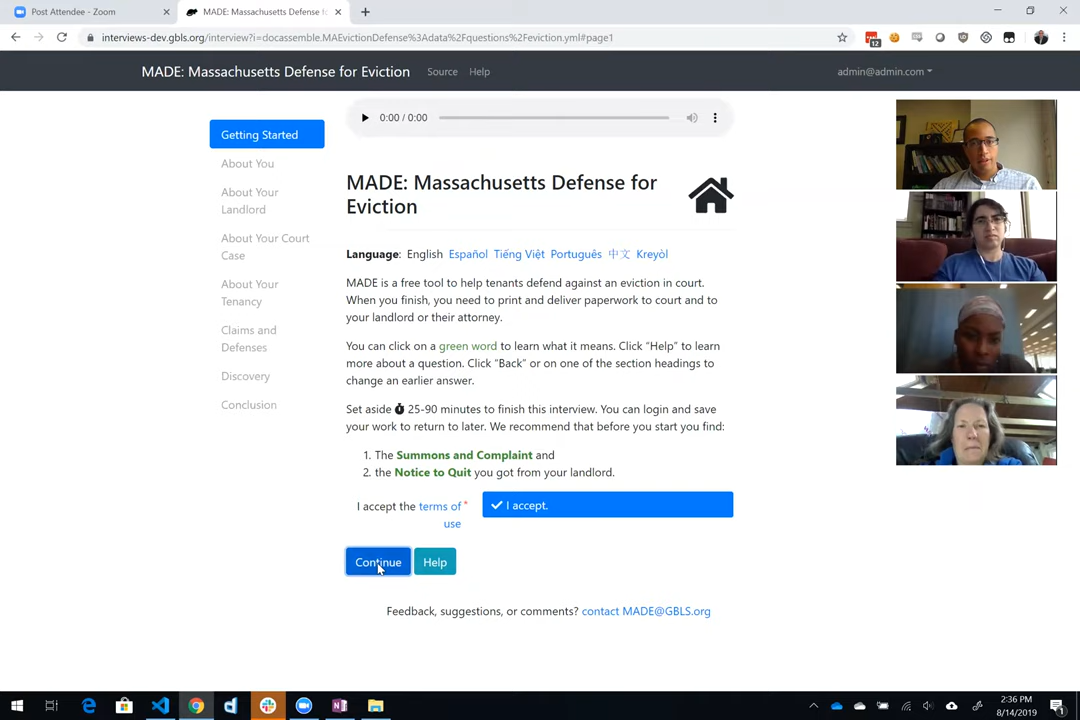 Post Attendee - Zoom
MADE: Massachusetts Defense fo
interviews-dev.gbls.org/interview?i=docassemble.MAEvictionDefense%3Adata%2Fquestions%2Feviction.yml#page1
12
MADE: Massachusetts Defense for Eviction
Source
Help
admin@admin.com
Getting Started
About You
About Your
Landlord
About Your Court
Case
About Your
Tenancy
Claims and
Defenses
Discovery
Conclusion
0:00 / 0:00
MADE: Massachusetts Defense for
Eviction
Language: English Español Tiếng Việt Português 中文 Kreyòl
MADE is a free tool to help tenants defend against an eviction in court.
When you finish, you need to print and deliver paperwork to court and to
your landlord or their attorney.
You can click on a green word to learn what it means. Click “Help” to learn
more about a question. Click “Back” or on one of the section headings to
change an earlier answer.
Set aside 25-90 minutes to finish this interview. You can login and save
your work to return to later. We recommend that before you start you find:
1. The Summons and Complaint and
2. the Notice to Quit you got from your landlord.
I accept the terms of *
use
I accept.
Continue
Help
Feedback, suggestions, or comments? contact MADE@GBLS.org
2:36 PM
8/14/2019
1